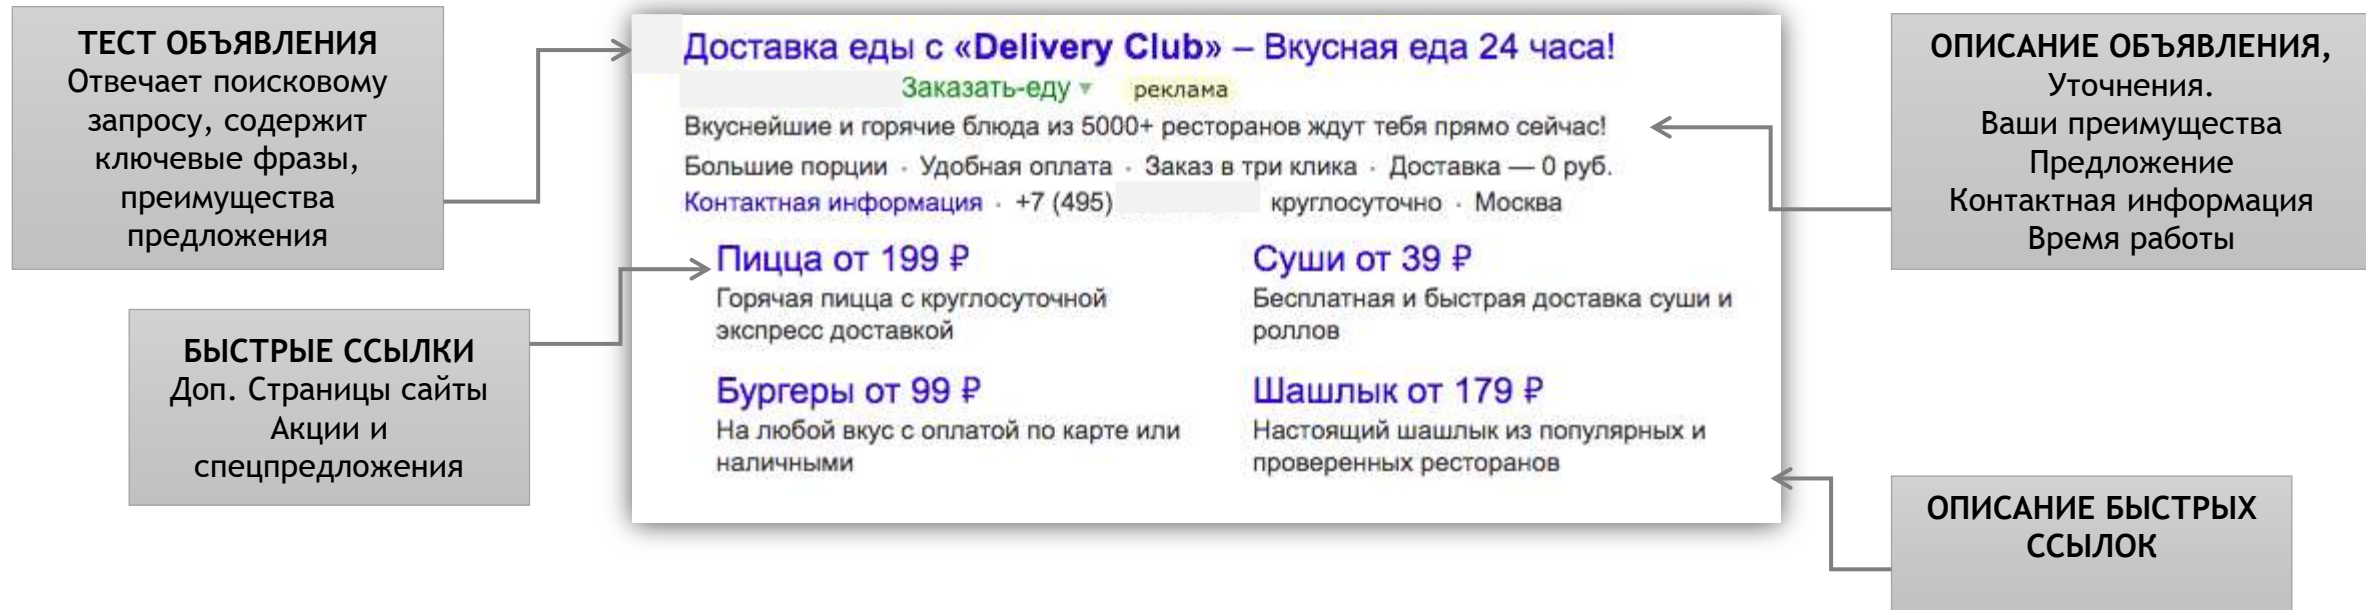 ТЕСТ ОБЪЯВЛЕНИЯ
Отвечает поисковому
запросу, содержит
ключевые фразы,
преимущества
предложения
БЫСТРЫЕ ССЫЛКИ
Доп. Страницы сайты
Акции и
спецпредложения
Доставка еды с «Delivery Club» – Вкусная еда 24 часа!
Заказать-еду реклама
Вкуснейшие и горячие блюда из 5000+ ресторанов ждут тебя прямо сейчас!
Большие порции · Удобная оплата · Заказ в три клика · Доставка — 0 руб.
Контактная информация · +7 (495) круглосуточно · Москва
Пицца от 199 ₽
Горячая пицца с круглосуточной
экспресс доставкой
Суши от 39 ₽
Бесплатная и быстрая доставка суши и
роллов
Бургеры от 99 ₽
На любой вкус с оплатой по карте или
наличными
Шашлык от 179 ₽
Настоящий шашлык из популярных и
проверенных ресторанов
ОПИСАНИЕ ОБЪЯВЛЕНИЯ,
Уточнения.
Ваши преимущества
Предложение
Контактная информация
Время работы
ОПИСАНИЕ БЫСТРЫХ
ССЫЛОК